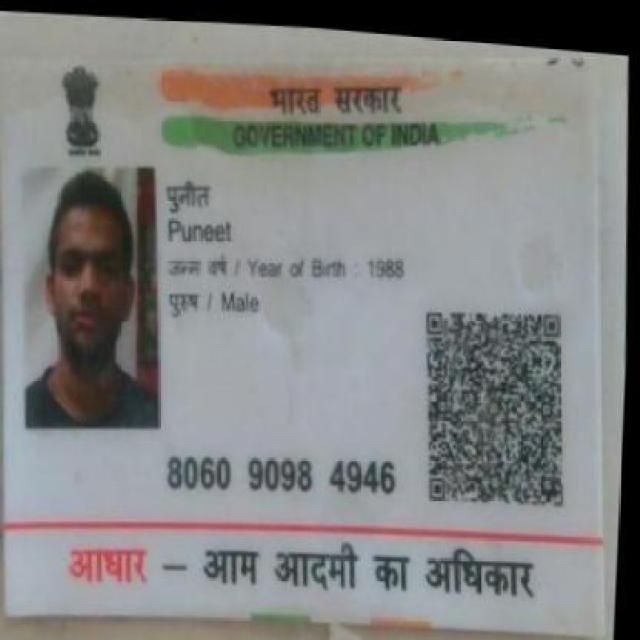 भारत सरकार
GOVERNMENT OF INDIA
पुनीत
Puneet
जन्म वर्ष / Year of Birth : 1988
पुरुष / Male
8060 9098 4946
आधार – आम आदमी का अधिकार